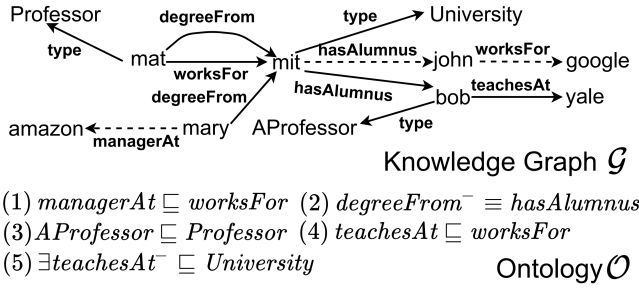 Professor degreeFrom type University
type mat mit hasAlumnus john worksFor google
worksFor
degreeFrom hasAlumnus bob teachesAt yale
amazon managerAt mary AProfessor type
Knowledge Graph 𝒢
(1) managerAt ⊑ worksFor (2) degreeFrom⁻ ≡ hasAlumnus
(3) AProfessor ⊑ Professor (4) teachesAt ⊑ worksFor
(5) ∃teachesAt⁻ ⊑ University
Ontology 𝒪